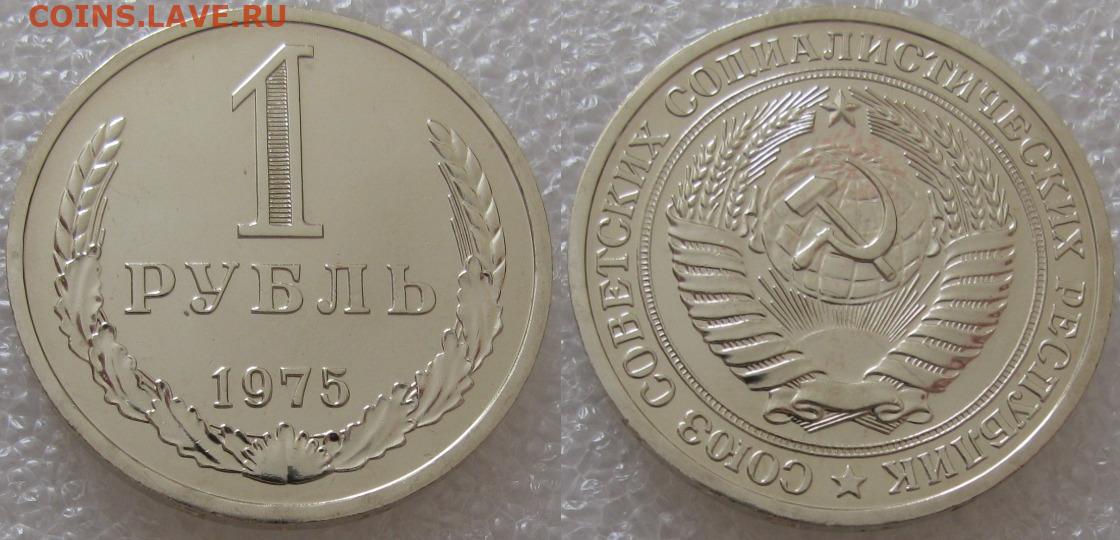 COINS.LAVE.RU
1
РУБЛЬ
1975
СОЮЗ СОВЕТСКИХ СОЦИАЛИСТИЧЕСКИХ РЕСПУБЛИК